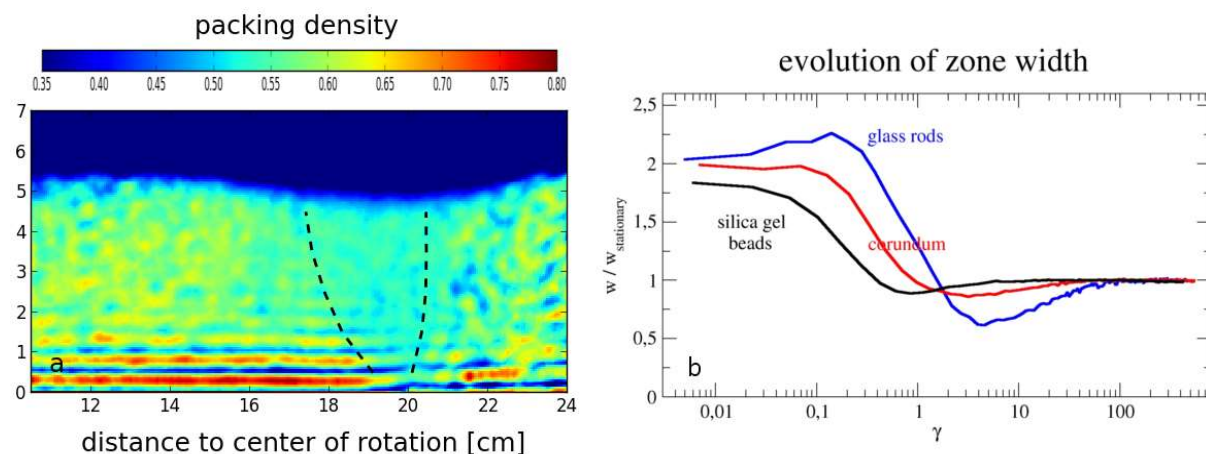 packing density
0.35 0.40 0.45 0.50 0.55 0.60 0.65 0.70 0.75 0.80
7
6
5
4
3
2
1
0
a
12 14 16 18 20 22 24
distance to center of rotation [cm]
evolution of zone width
2,5
2
1,5
1
0,5
0
w / w stationary
glass rods
silica gel
beads
corundum
b
0,01 0,1 1 10 100
γ